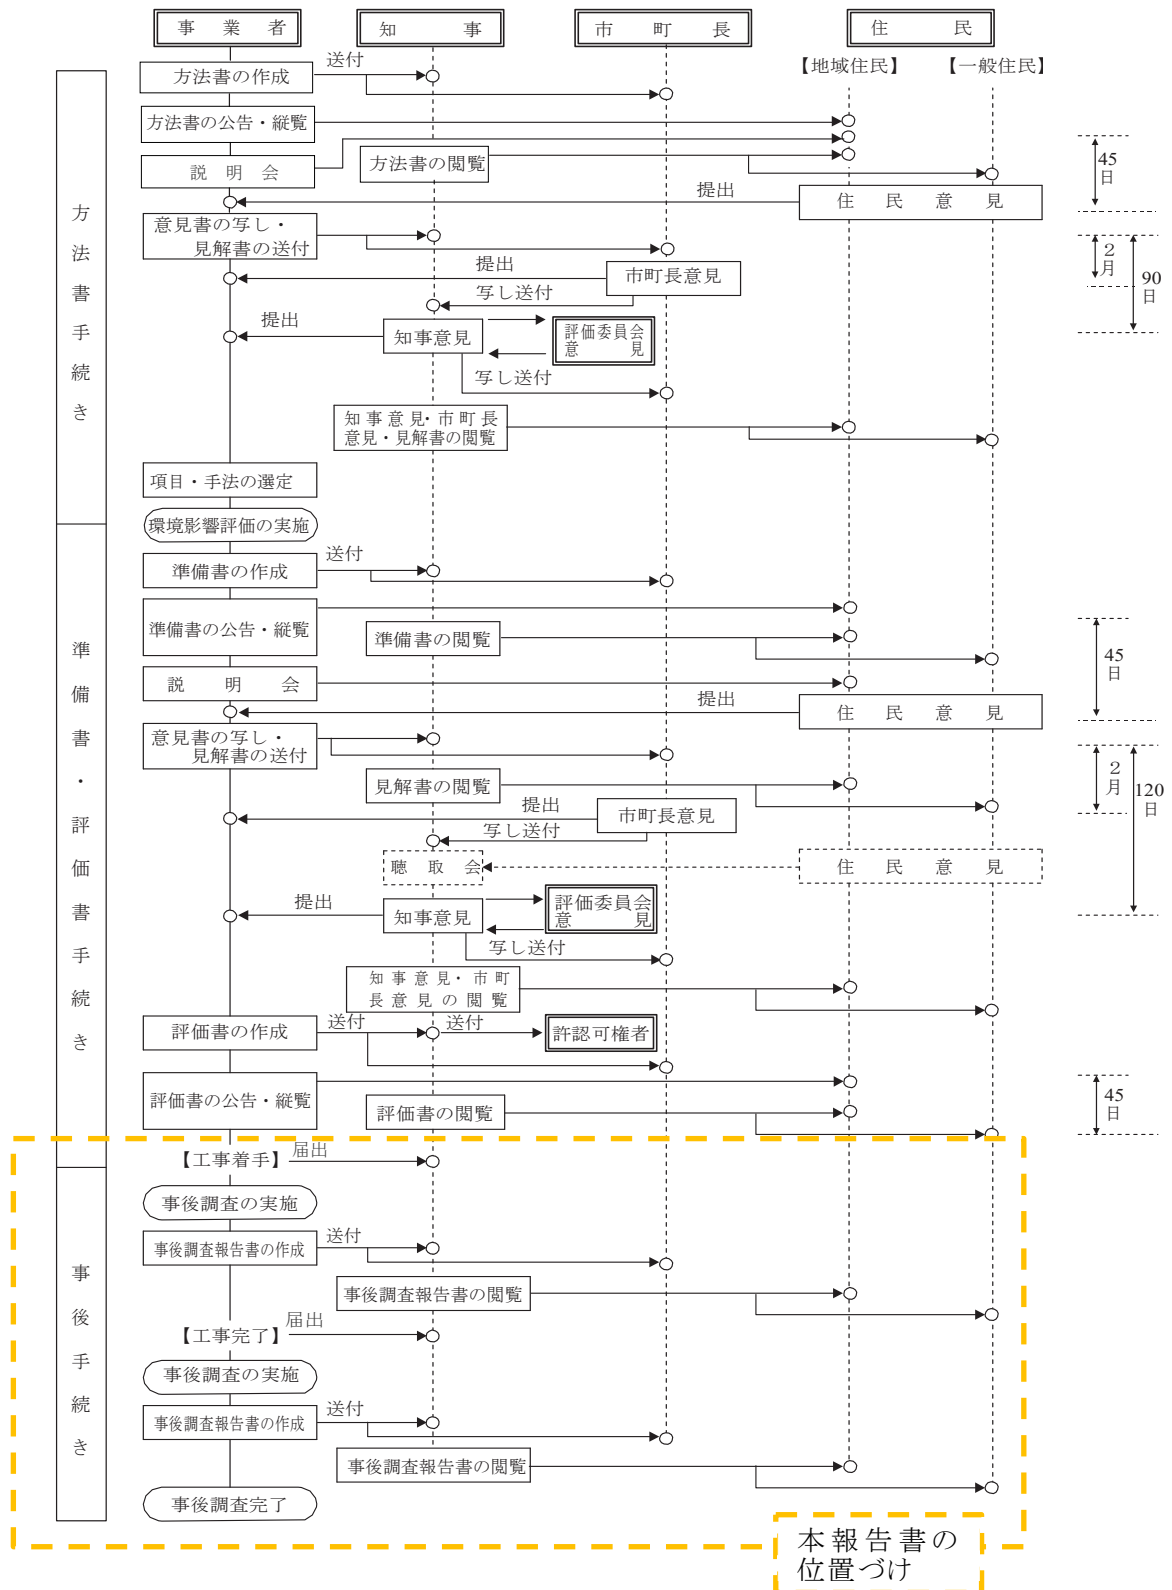 事業者
知事
市町長
住民
【地域住民】
【一般住民】
方法書手続き
方法書の作成
送付
方法書の公告・縦覧
説明会
方法書の閲覧
45
日
提出
住民意見
意見書の写し・
見解書の送付
2
月
90
日
提出
市町長意見
写し送付
提出
知事意見
評価委員会
意見
写し送付
知事意見・市町長
意見・見解書の閲覧
項目・手法の選定
環境影響評価の実施
準備書・評価書手続き
準備書の作成
送付
準備書の公告・縦覧
準備書の閲覧
45
日
説明会
提出
住民意見
意見書の写し・
見解書の送付
見解書の閲覧
2
月
120
日
提出
市町長意見
写し送付
聴取会
住民意見
提出
知事意見
評価委員会
意見
写し送付
知事意見・市町
長意見の閲覧
評価書の作成
送付
送付
許認可権者
評価書の公告・縦覧
評価書の閲覧
45
日
事後手続き
【工事着手】
届出
事後調査の実施
事後調査報告書の作成
送付
事後調査報告書の閲覧
【工事完了】
届出
事後調査の実施
事後調査報告書の作成
送付
事後調査報告書の閲覧
事後調査完了
本報告書の
位置づけ